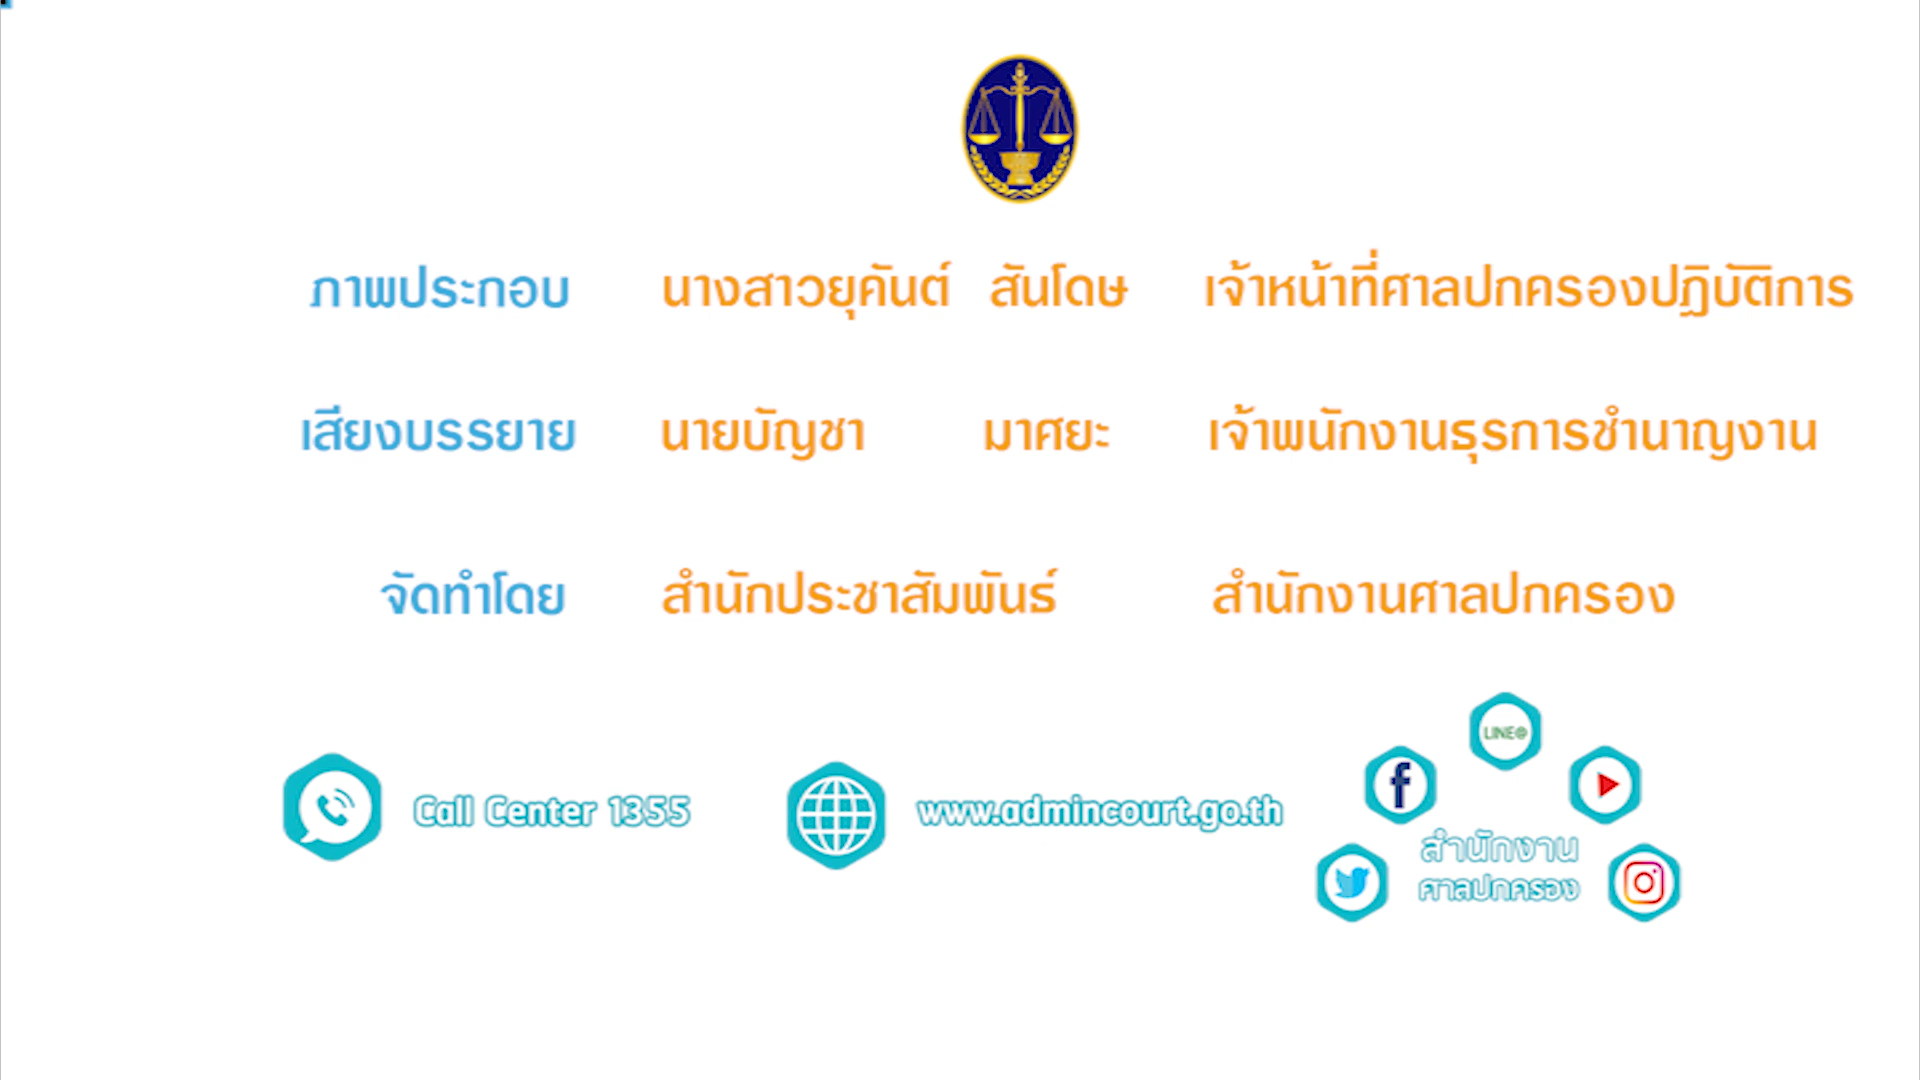 ภาพประกอบ นางสาวยุคันต์ สันโดษ เจ้าหน้าที่ศาลปกครองปฏิบัติการ
เสียงบรรยาย นายบัญชา มาศยะ เจ้าพนักงานธุรการชำนาญงาน
จัดทำโดย สำนักประชาสัมพันธ์ สำนักงานศาลปกครอง
LINE@
Call Center 1355 www.admincourt.go.th
สำนักงาน
ศาลปกครอง